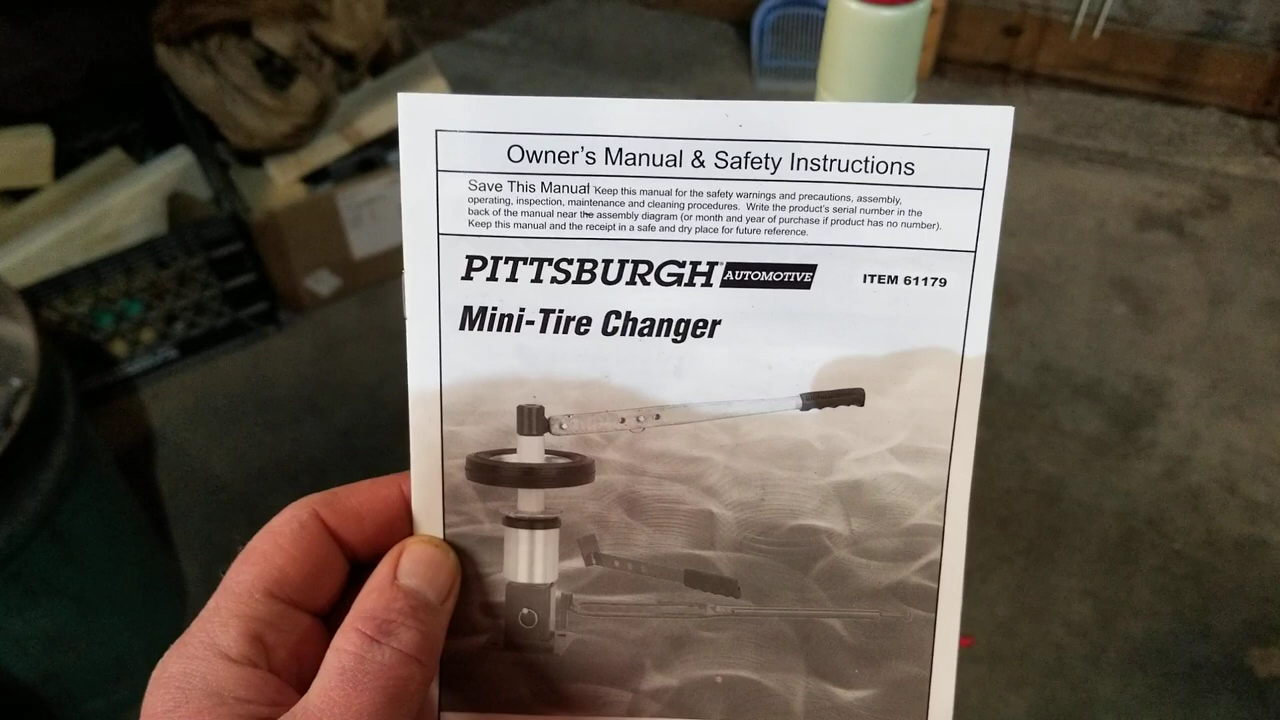 Owner's Manual & Safety Instructions
Save This Manual Keep this manual for the safety warnings and precautions, assembly,
operating, inspection, maintenance and cleaning procedures. Write the product's serial number in the
back of the manual near the assembly diagram (or month and year of purchase if product has no number).
Keep this manual and the receipt in a safe and dry place for future reference.
PITTSBURGH® AUTOMOTIVE ITEM 61179
Mini-Tire Changer